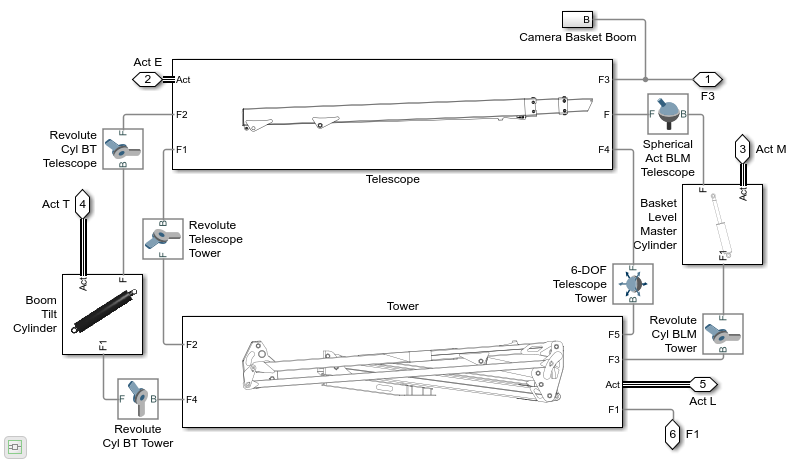 B
Camera Basket Boom
Act E
2
Act
F3
1
F3
F2
F
F
B
Spherical
Act BLM
Telescope
F
Revolute
Cyl BT
Telescope
B
F1
F4
Telescope
3
Act M
Act T
4
B
Revolute
Telescope
Tower
F
F
Act
Basket
Level
Master
Cylinder
F1
6-DOF
Telescope
Tower
F
B
Act
F
Boom
Tilt
Cylinder
F1
Tower
F2
F5
Revolute
Cyl BLM
Tower
F
B
F3
F
B
F4
Act
5
Act L
F1
6
F1
Revolute
Cyl BT Tower